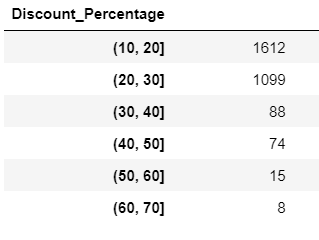 Discount_Percentage
(10, 20] 1612
(20, 30] 1099
(30, 40] 88
(40, 50] 74
(50, 60] 15
(60, 70] 8